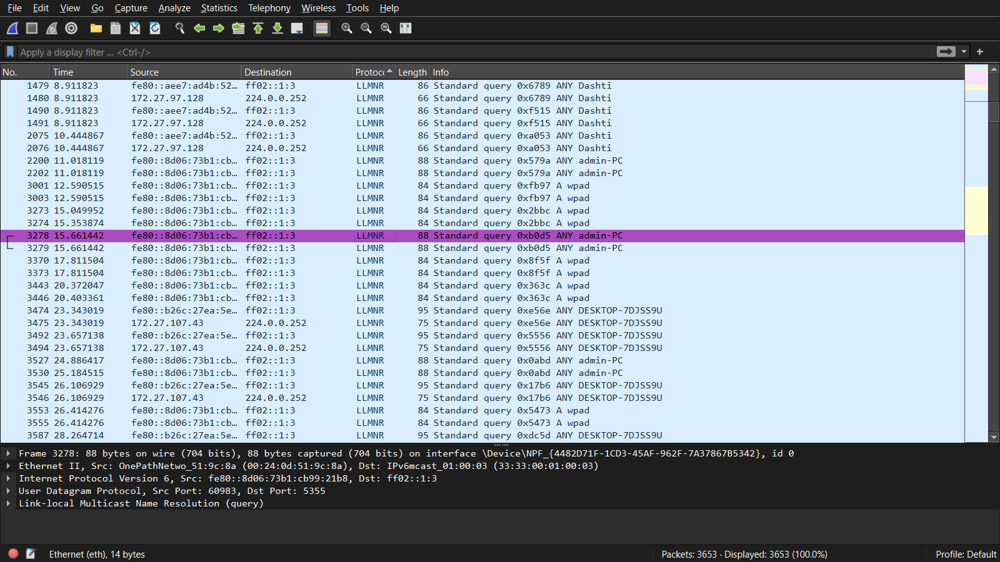 File Edit View Go Capture Analyze Statistics Telephony Wireless Tools Help
Apply a display filter ... <Ctrl-/>
No. Time Source Destination Protoc Length Info
1479 8.911823 fe80::aee7:ad4b:52… ff02::1:3 LLMNR 86 Standard query 0x6789 ANY Dashti
1480 8.911823 172.27.97.128 224.0.0.252 LLMNR 66 Standard query 0x6789 ANY Dashti
1490 8.911823 fe80::aee7:ad4b:52… ff02::1:3 LLMNR 86 Standard query 0xf515 ANY Dashti
1491 8.911823 172.27.97.128 224.0.0.252 LLMNR 66 Standard query 0xf515 ANY Dashti
2075 10.444867 fe80::aee7:ad4b:52… ff02::1:3 LLMNR 86 Standard query 0xa053 ANY Dashti
2076 10.444867 172.27.97.128 224.0.0.252 LLMNR 66 Standard query 0xa053 ANY Dashti
2200 11.018119 fe80::8d06:73b1:cb… ff02::1:3 LLMNR 88 Standard query 0x579a ANY admin-PC
2202 11.018119 fe80::8d06:73b1:cb… ff02::1:3 LLMNR 88 Standard query 0x579a ANY admin-PC
3001 12.590515 fe80::8d06:73b1:cb… ff02::1:3 LLMNR 84 Standard query 0xfb97 A wpad
3003 12.590515 fe80::8d06:73b1:cb… ff02::1:3 LLMNR 84 Standard query 0xfb97 A wpad
3273 15.049952 fe80::8d06:73b1:cb… ff02::1:3 LLMNR 84 Standard query 0x2bbc A wpad
3274 15.353874 fe80::8d06:73b1:cb… ff02::1:3 LLMNR 84 Standard query 0x2bbc A wpad
3278 15.661442 fe80::8d06:73b1:cb… ff02::1:3 LLMNR 88 Standard query 0xb0d5 ANY admin-PC
3279 15.661442 fe80::8d06:73b1:cb… ff02::1:3 LLMNR 88 Standard query 0xb0d5 ANY admin-PC
3370 17.811504 fe80::8d06:73b1:cb… ff02::1:3 LLMNR 84 Standard query 0x8f5f A wpad
3373 17.811504 fe80::8d06:73b1:cb… ff02::1:3 LLMNR 84 Standard query 0x8f5f A wpad
3443 20.372047 fe80::8d06:73b1:cb… ff02::1:3 LLMNR 84 Standard query 0x363c A wpad
3446 20.403361 fe80::8d06:73b1:cb… ff02::1:3 LLMNR 84 Standard query 0x363c A wpad
3474 23.343019 fe80::b26c:27ea:5e… ff02::1:3 LLMNR 95 Standard query 0xe56e ANY DESKTOP-7DJSS9U
3475 23.343019 172.27.107.43 224.0.0.252 LLMNR 75 Standard query 0xe56e ANY DESKTOP-7DJSS9U
3492 23.657138 fe80::b26c:27ea:5e… ff02::1:3 LLMNR 95 Standard query 0x5556 ANY DESKTOP-7DJSS9U
3494 23.657138 172.27.107.43 224.0.0.252 LLMNR 75 Standard query 0x5556 ANY DESKTOP-7DJSS9U
3527 24.886417 fe80::8d06:73b1:cb… ff02::1:3 LLMNR 88 Standard query 0x0abd ANY admin-PC
3530 25.184515 fe80::8d06:73b1:cb… ff02::1:3 LLMNR 88 Standard query 0x0abd ANY admin-PC
3545 26.106929 fe80::b26c:27ea:5e… ff02::1:3 LLMNR 95 Standard query 0x17b6 ANY DESKTOP-7DJSS9U
3546 26.106929 172.27.107.43 224.0.0.252 LLMNR 75 Standard query 0x17b6 ANY DESKTOP-7DJSS9U
3553 26.414276 fe80::8d06:73b1:cb… ff02::1:3 LLMNR 84 Standard query 0x5473 A wpad
3555 26.414276 fe80::8d06:73b1:cb… ff02::1:3 LLMNR 84 Standard query 0x5473 A wpad
3587 28.264714 fe80::b26c:27ea:5e… ff02::1:3 LLMNR 95 Standard query 0xdc5d ANY DESKTOP-7DJSS9U
Frame 3278: 88 bytes on wire (704 bits), 88 bytes captured (704 bits) on interface \Device\NPF_{4482D71F-1CD3-45AF-962F-7A37867B5342}, id 0
Ethernet II, Src: OnePathNetwo_51:9c:8a (00:24:0d:51:9c:8a), Dst: IPv6mcast_01:00:03 (33:33:00:01:00:03)
Internet Protocol Version 6, Src: fe80::8d06:73b1:cb99:21b8, Dst: ff02::1:3
User Datagram Protocol, Src Port: 60983, Dst Port: 5355
Link-local Multicast Name Resolution (query)
Ethernet (eth), 14 bytes Packets: 3653 · Displayed: 3653 (100.0%) Profile: Default